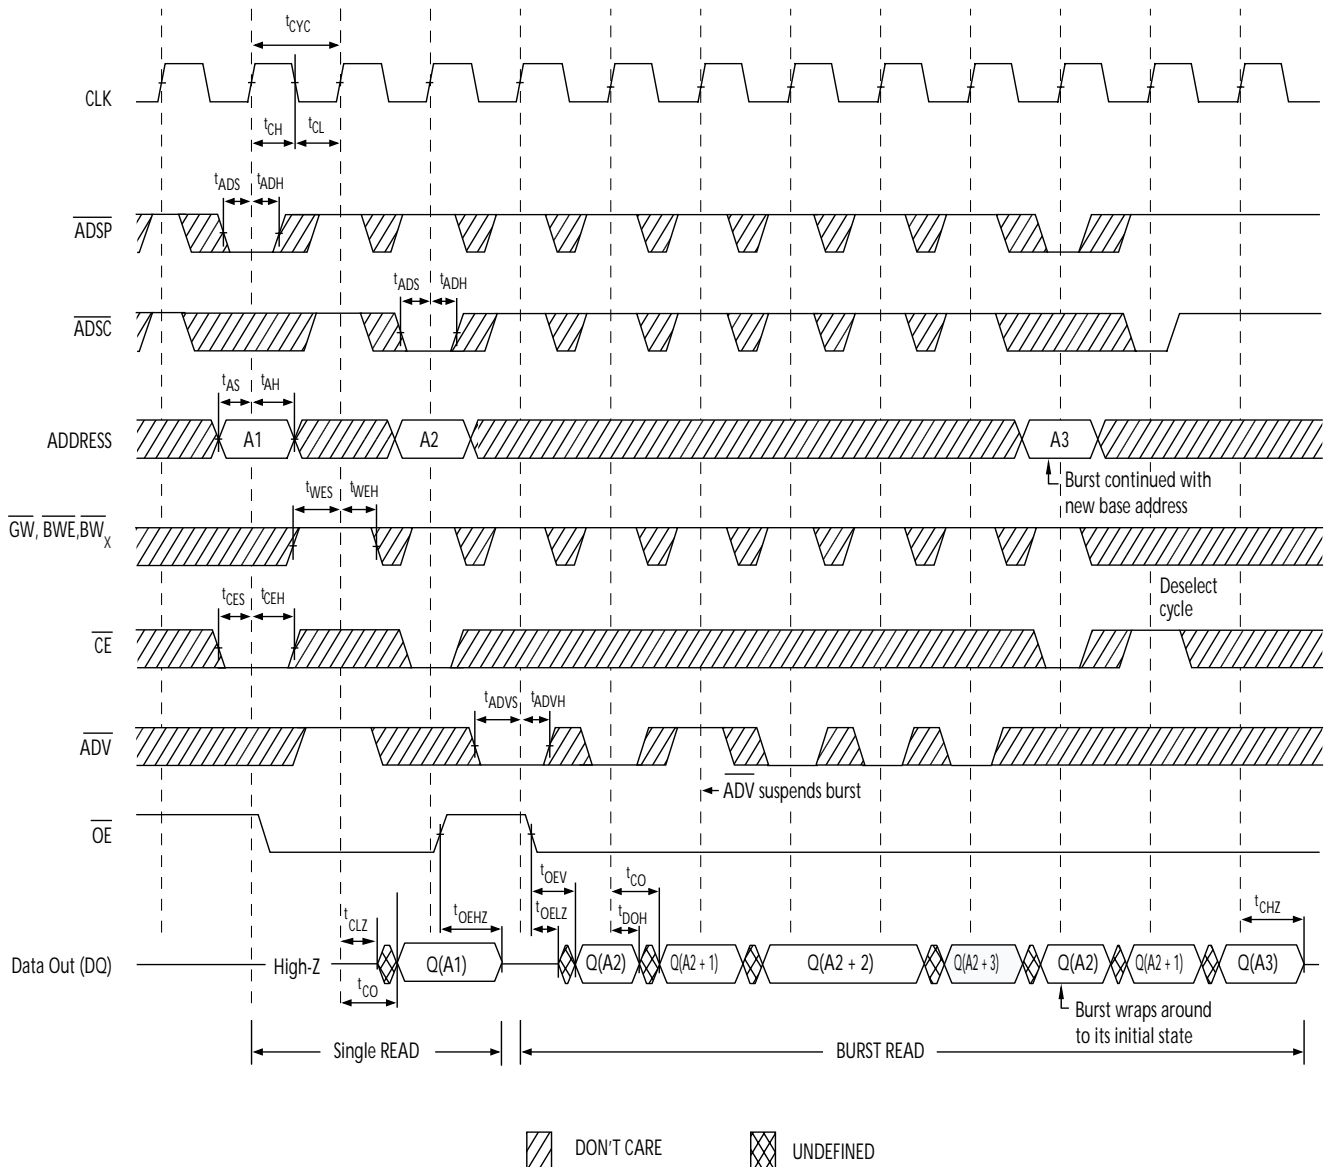 tCYC
CLK
tCH
tCL
tADS
tADH
ADSP
tADS
tADH
ADSC
tAS
tAH
ADDRESS
A1
A2
A3
Burst continued with
new base address
tWES
tWEH
GW, BWE,BWX
Deselect
cycle
tCES
tCEH
CE
tADVS
tADVH
ADV
ADV suspends burst
OE
tOEV
tCO
tCLZ
tOEHZ
tOELZ
tDOH
tCHZ
Data Out (DQ)
High-Z
Q(A1)
Q(A2)
Q(A2 + 1)
Q(A2 + 2)
Q(A2 + 3)
Q(A2)
Q(A2 + 1)
Q(A3)
tCO
Burst wraps around
to its initial state
Single READ
BURST READ
DON'T CARE
UNDEFINED